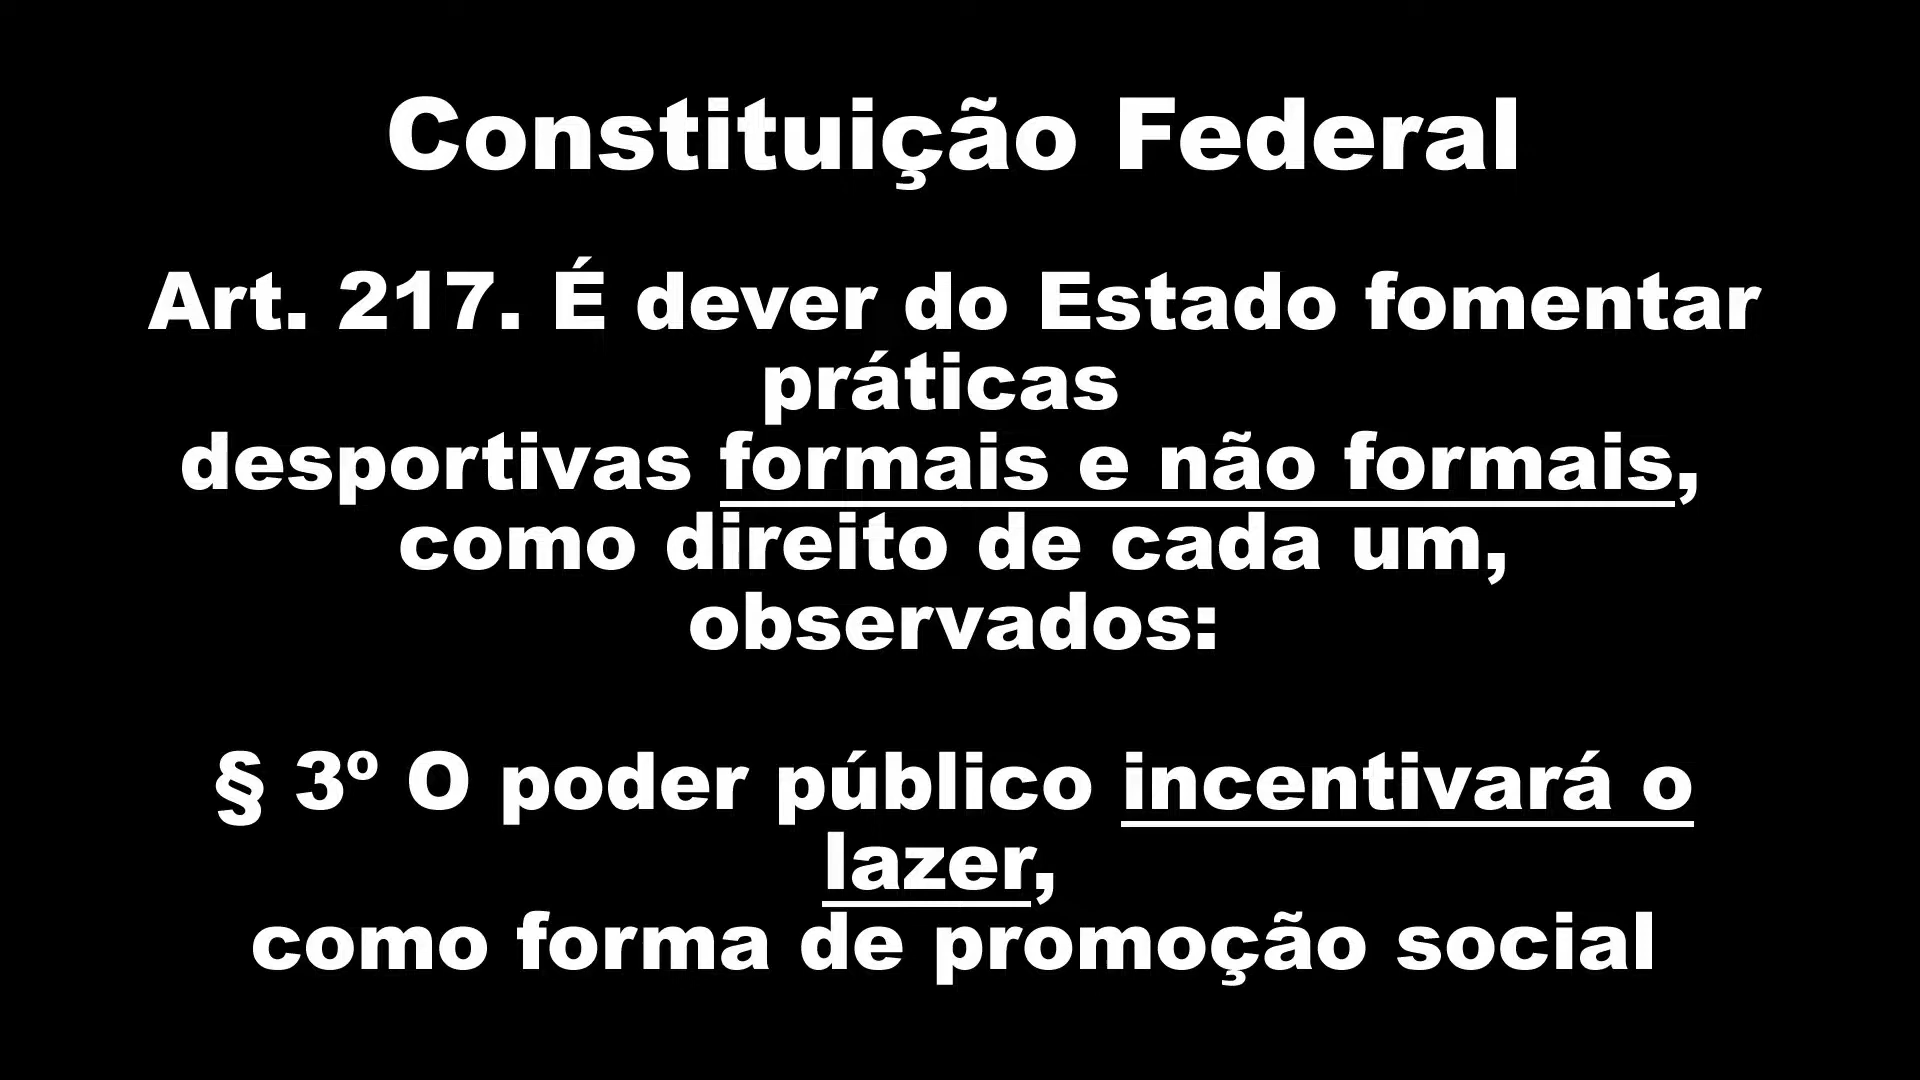 Constituição Federal
Art. 217. É dever do Estado fomentar
práticas
desportivas formais e não formais,
como direito de cada um,
observados:
§ 3º O poder público incentivará o
lazer,
como forma de promoção social